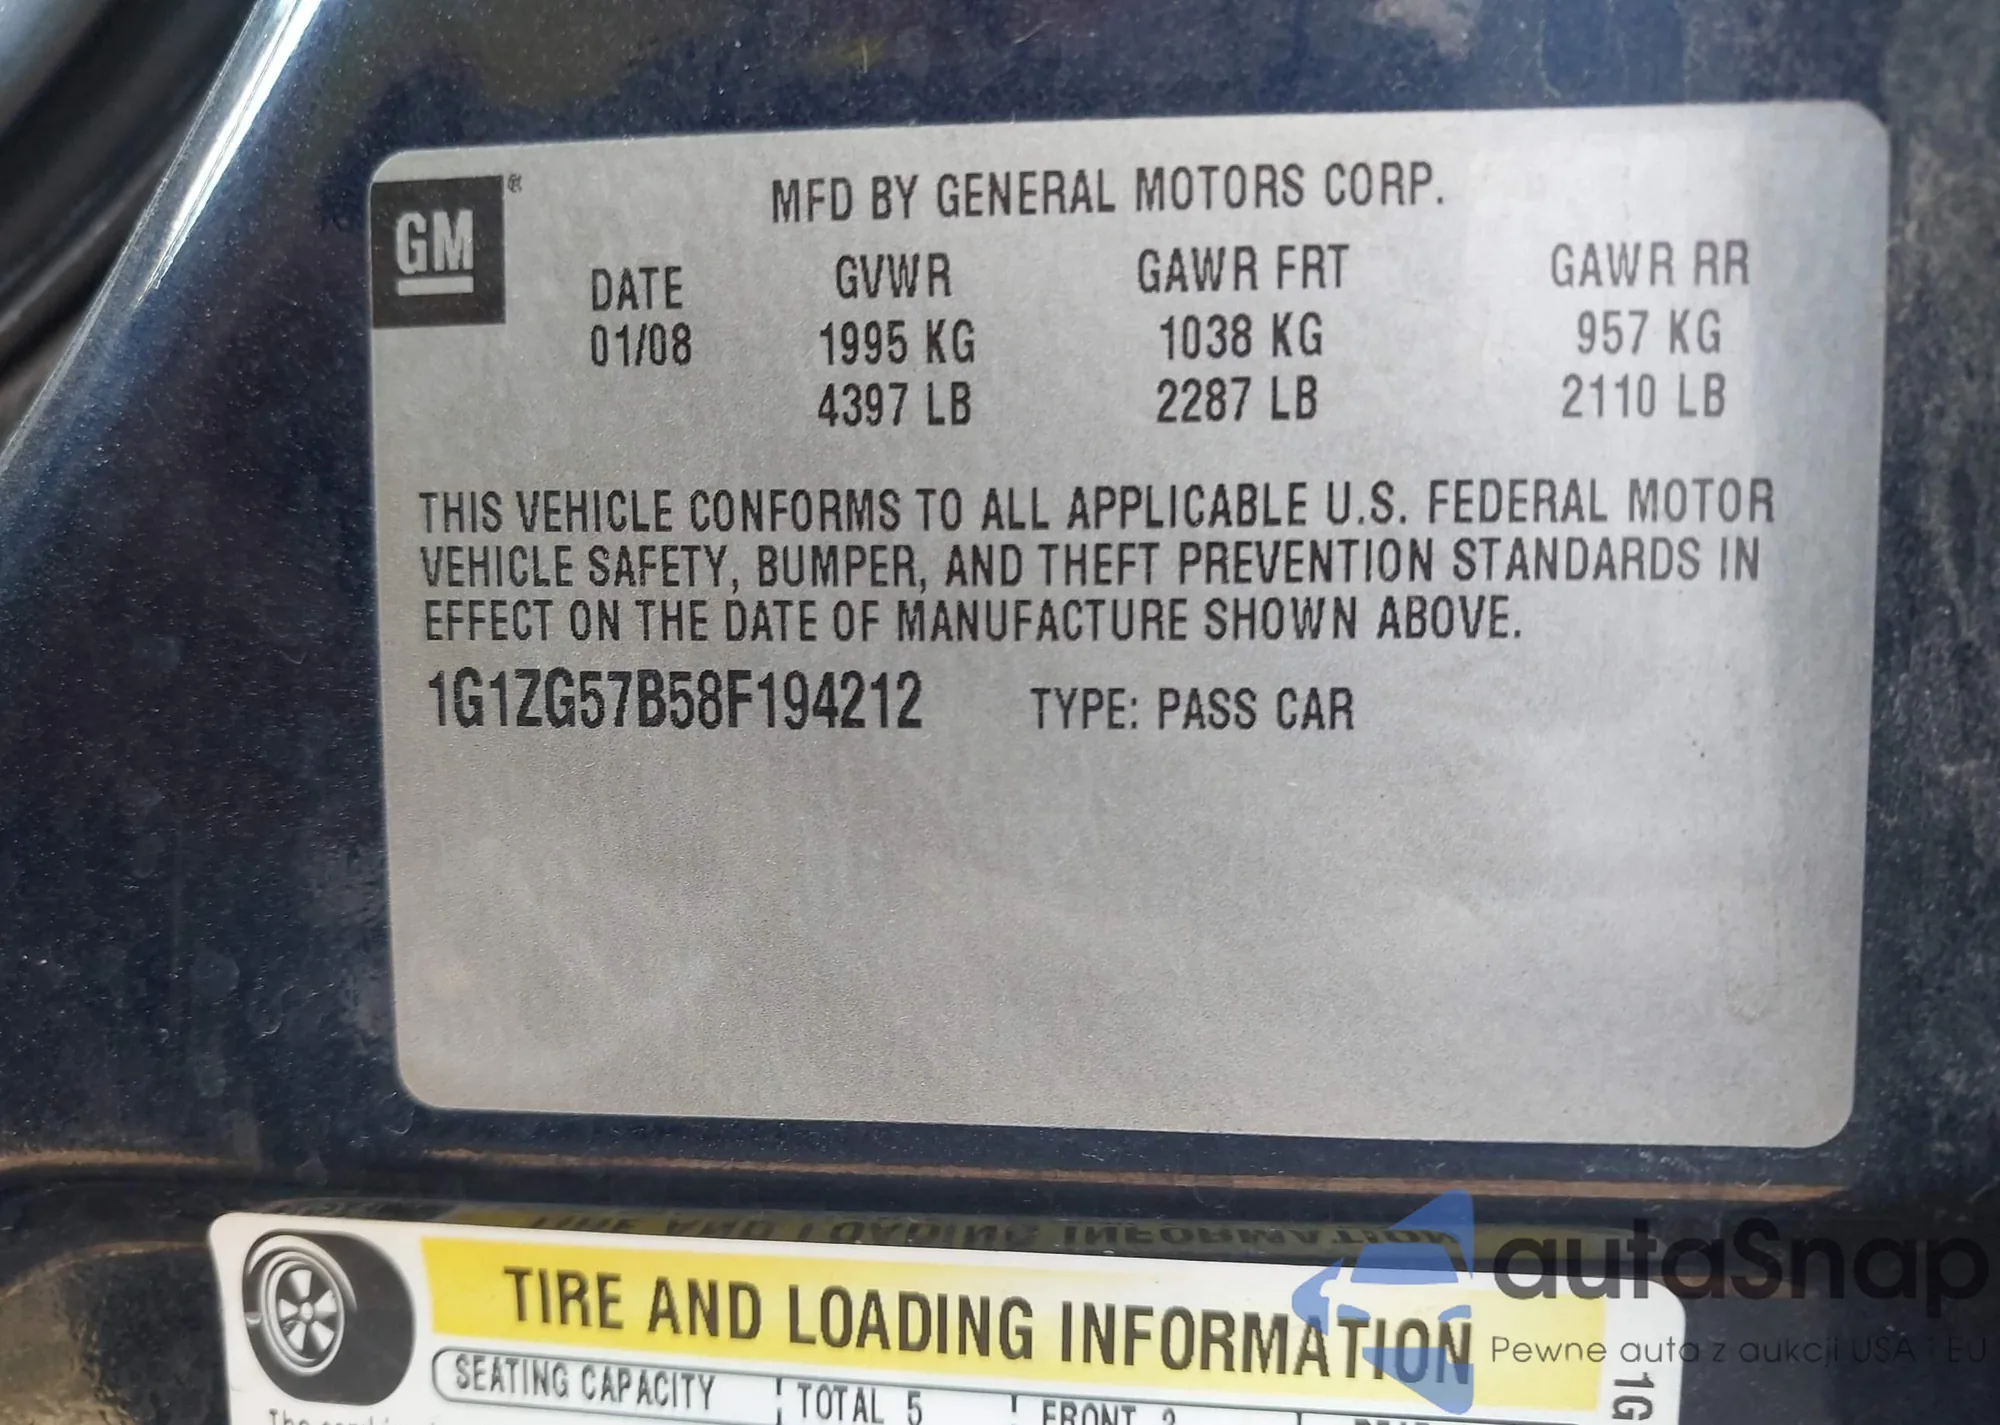 GM®
MFD BY GENERAL MOTORS CORP.
DATE GVWR GAWR FRT GAWR RR
01/08 1995 KG 1038 KG 957 KG
4397 LB 2287 LB 2110 LB
THIS VEHICLE CONFORMS TO ALL APPLICABLE U.S. FEDERAL MOTOR
VEHICLE SAFETY, BUMPER, AND THEFT PREVENTION STANDARDS IN
EFFECT ON THE DATE OF MANUFACTURE SHOWN ABOVE.
1G1ZG57B58F194212 TYPE: PASS CAR
TIRE AND LOADING INFORMATION
SEATING CAPACITY TOTAL 5 FRONT 2
1G
autaSnap
Pewne auta z aukcji USA i EU